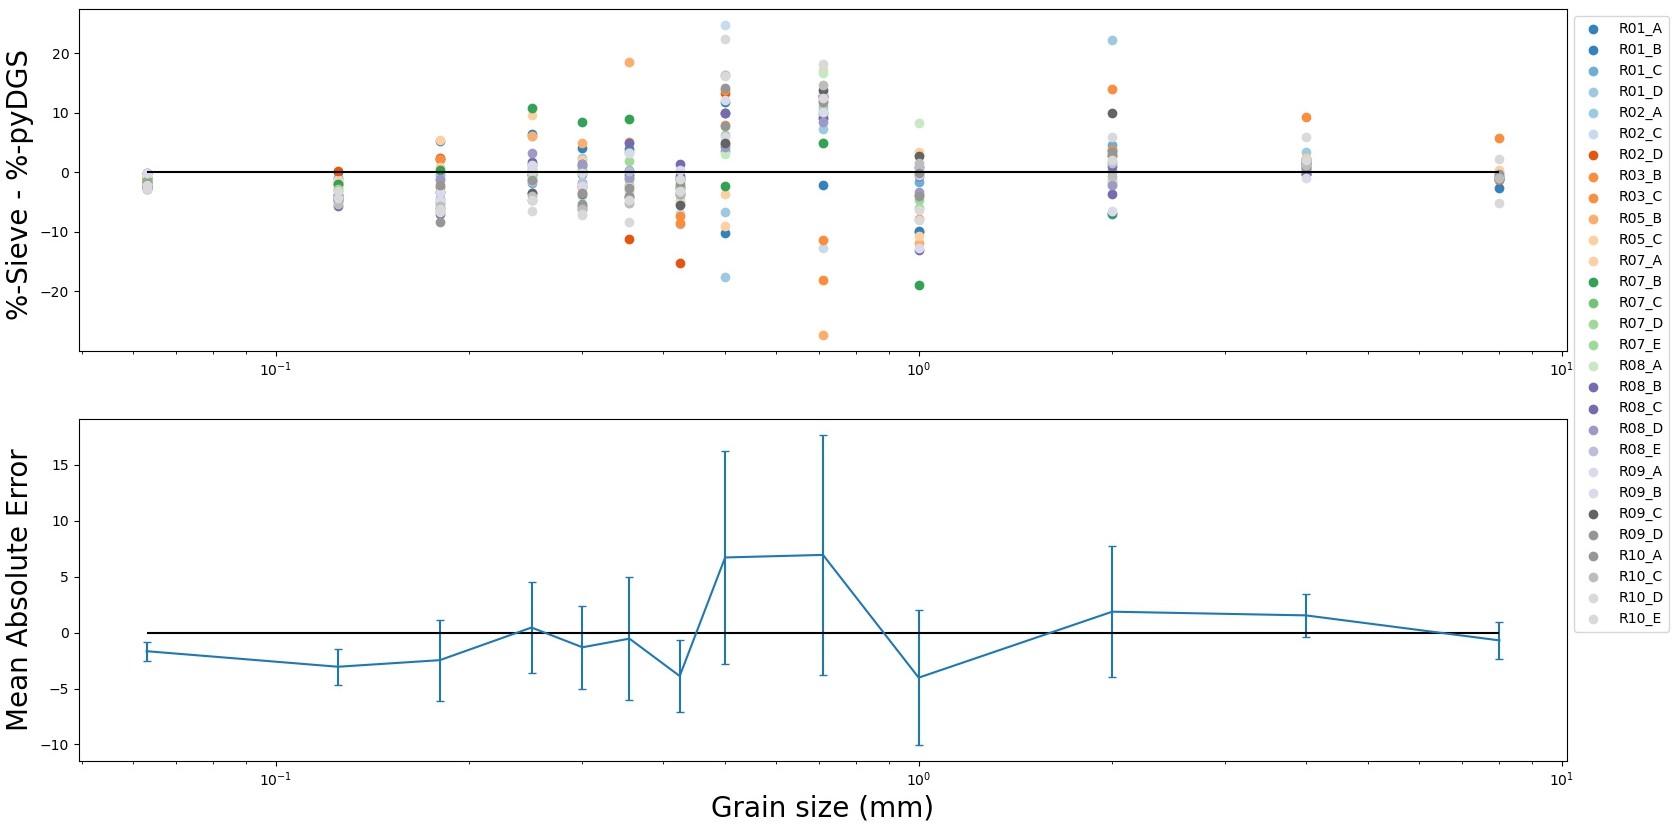 %-Sieve - %-pyDGS
20
10
0
−10
−20
10⁻¹
10⁰
10¹
R01_A
R01_B
R01_C
R01_D
R02_A
R02_C
R02_D
R03_B
R03_C
R05_B
R05_C
R07_A
R07_B
R07_C
R07_D
R07_E
R08_A
R08_B
R08_C
R08_D
R08_E
R09_A
R09_B
R09_C
R09_D
R10_A
R10_C
R10_D
R10_E
Mean Absolute Error
15
10
5
0
−5
−10
10⁻¹
10⁰
10¹
Grain size (mm)